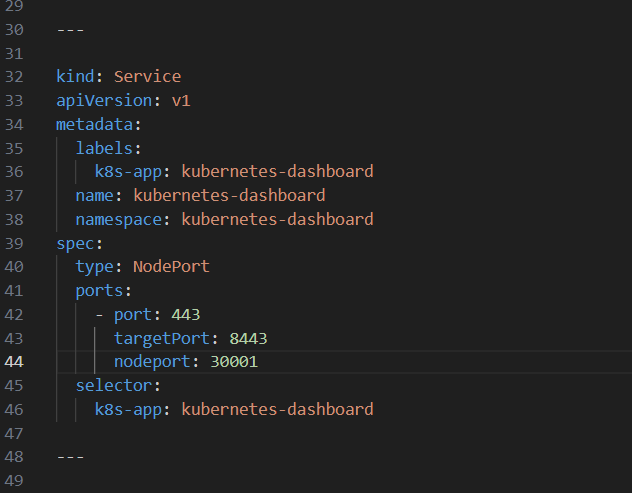 29
30 ---
31
32 kind: Service
33 apiVersion: v1
34 metadata:
35   labels:
36     k8s-app: kubernetes-dashboard
37   name: kubernetes-dashboard
38   namespace: kubernetes-dashboard
39 spec:
40   type: NodePort
41   ports:
42     - port: 443
43       targetPort: 8443
44       nodeport: 30001
45   selector:
46     k8s-app: kubernetes-dashboard
47
48 ---
49